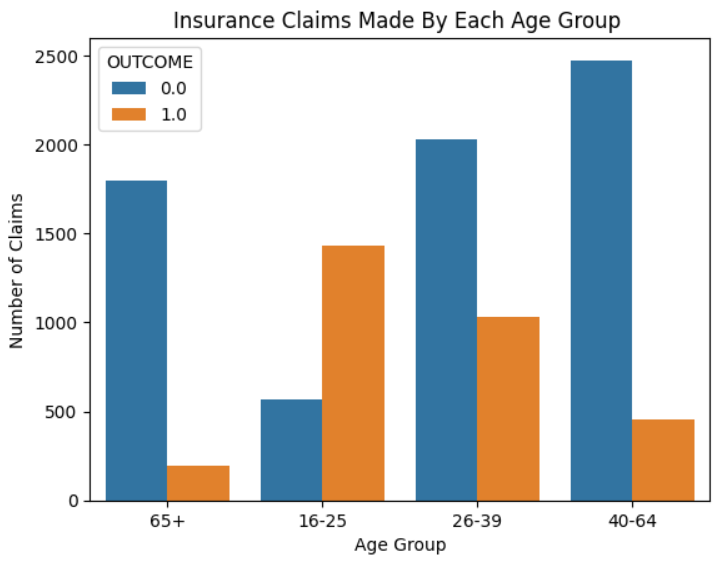 Insurance Claims Made By Each Age Group
OUTCOME
0.0
1.0
2500
2000
1500
1000
500
0
Number of Claims
65+ 16-25 26-39 40-64
Age Group